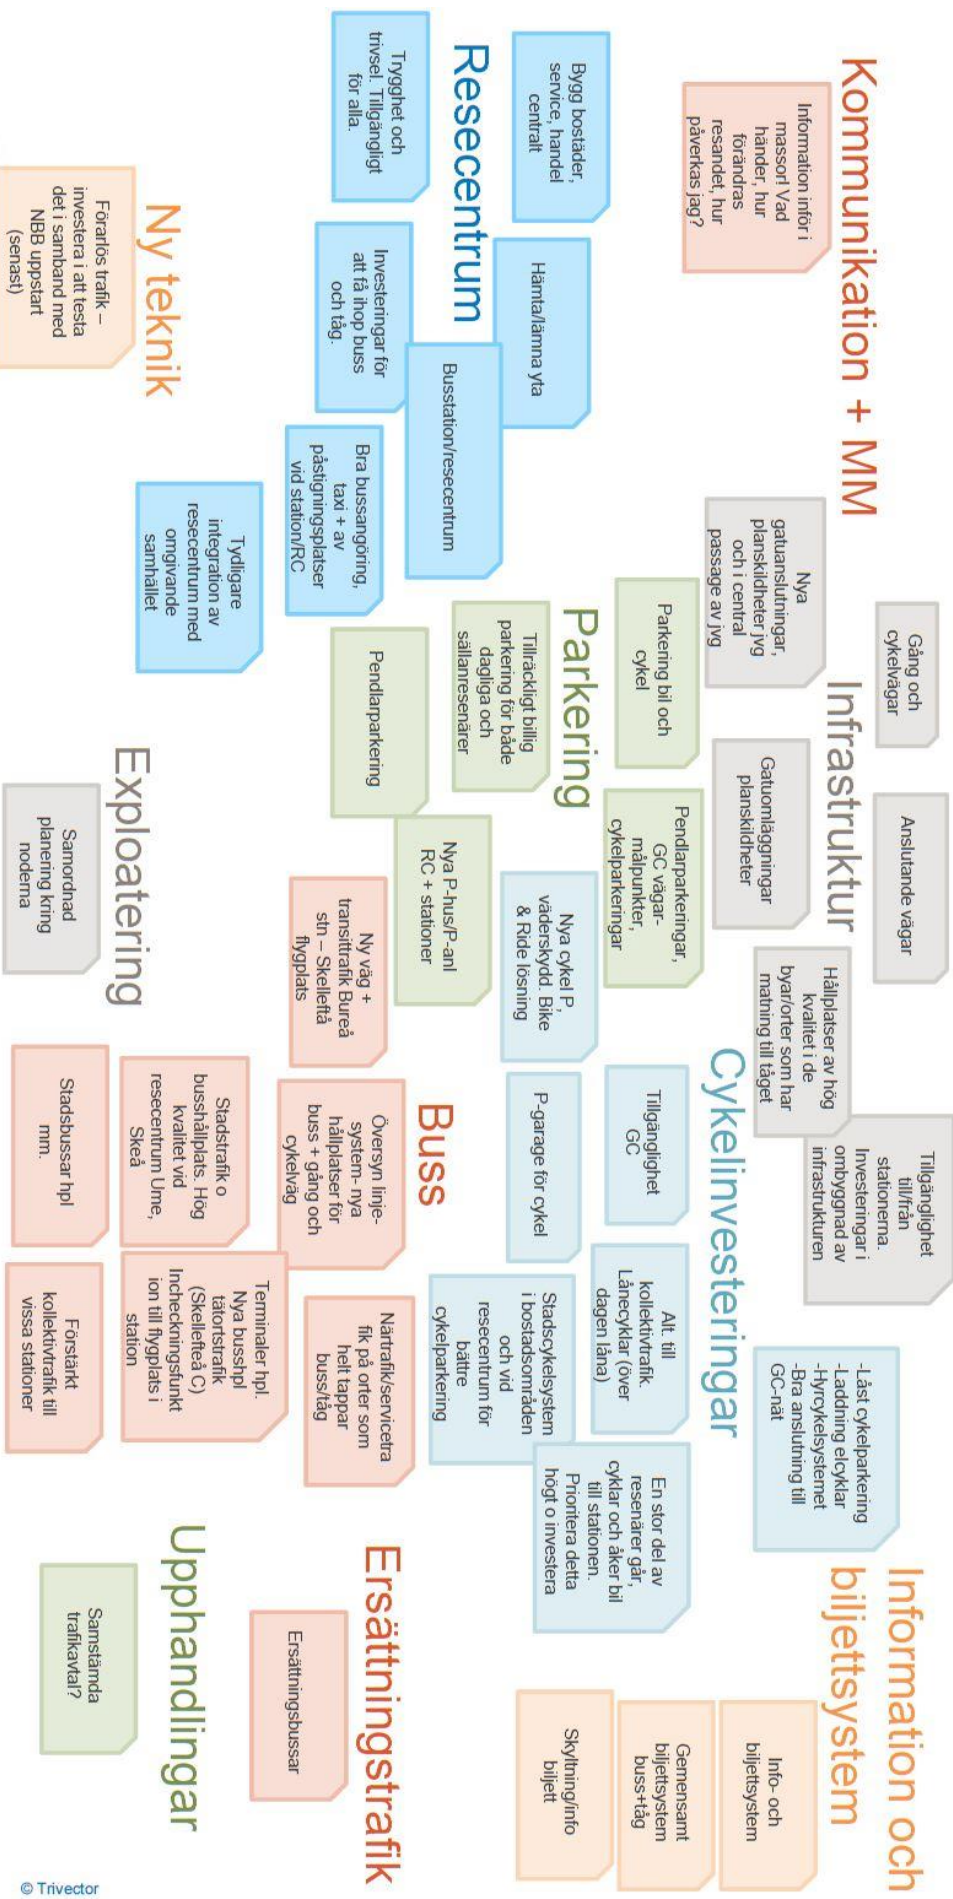 Kommunikation + MM
Information inför i
massor! Vad
händer, hur
förändras
resandet, hur
påverkas jag?
Infrastruktur
Gång och
cykelvägar
Anslutande vägar
Nya
gatuanslutningar,
planskildheter jvg
och i central
passage av jvg
Gatuomläggningar
planskildheter
Hållplatser av hög
kvalitet i de
byar/orter som har
matning till tåget
Tillgänglighet
till/från
stationerna.
Investeringar i
ombyggnad av
infrastrukturen
Information och
biljettsystem
Info- och
biljettsystem
Gemensamt
biljettsystem
buss+tåg
Skyltning/info
biljett
Resecentrum
Bygg bostäder,
service, handel
centralt
Hämta/lämna yta
Trygghet och
trivsel. Tillgängligt
för alla.
Investeringar för
att få ihop buss
och tåg.
Busstation/resecentrum
Bra bussangöring,
taxi + av
påstigningsplatser
vid station/RC
Tydligare
integration av
resecentrum med
omgivande
samhället
Parkering
Parkering bil och
cykel
Pendlarparkeringar,
GC vägar-
målpunkter,
cykelparkeringar
Tillräckligt billig
parkering för både
dagliga och
sällanresenärer
Pendlarparkering
Nya P-hus/P-anl
RC + stationer
Cykelinvesteringar
-Låst cykelparkering
-Laddning elcyklar
-Hyrcykelsystemet
-Bra anslutning till
GC-nät
Tillgänglighet
GC
Alt. till
kollektivtrafik.
Lånecyklar (över
dagen låna)
En stor del av
resenärer går,
cyklar och åker bil
till stationen.
Prioritera detta
högt o investera
Nya cykel P,
väderskydd. Bike
& Ride lösning
P-garage för cykel
Stadscykelsystem
i bostadsområden
och vid
resecentrum för
bättre
cykelparkering
Buss
Ny väg +
transittrafik Bureå
stn – Skellefteå
flygplats
Översyn linje-
system- nya
hållplatser för
buss + gång och
cykelväg
Närtrafik/servicetra
fik på orter som
helt tappar
buss/tåg
Stadstrafik o
busshållplats. Hög
kvalitet vid
resecentrum Ume,
Skeå
Terminaler hpl.
Nya busshpl
tätortstrafik
(Skellefteå C)
Incheckningsfunkt
ion till flygplats i
station
Stadsbussar hpl
mm.
Förstärkt
kollektivtrafik till
vissa stationer
Ersättningstrafik
Ersättningsbussar
Ny teknik
Förarlös trafik –
investera i att testa
det i samband med
NBB uppstart
(senast)
Exploatering
Samordnad
planering kring
noderna
Upphandlingar
Samstämda
trafikavtal?
© Trivector